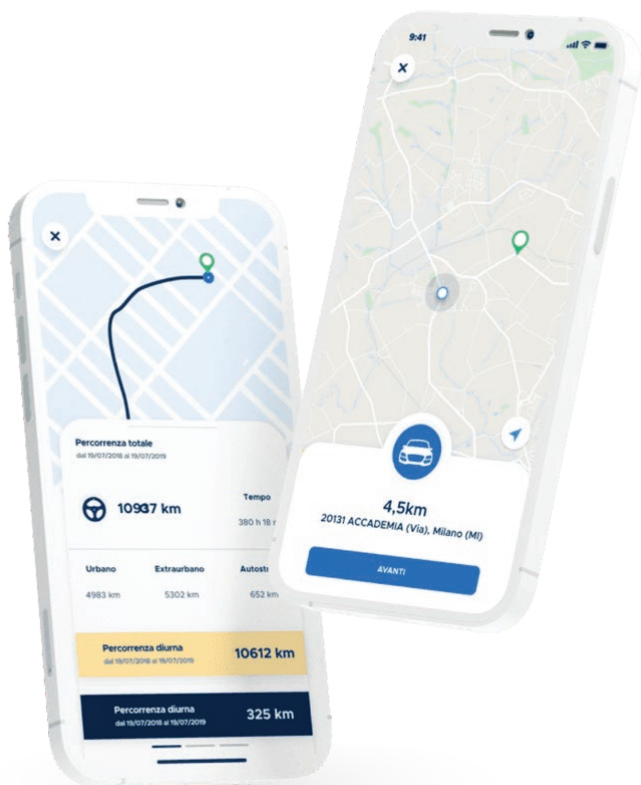 Percorrenza totale
dal 19/07/2018 al 19/07/2019
10937 km
Tempo
380 h 18
Urbano
Extraurbano
4983 km
5302 km
652 km
Percorrenza diurna
dal 19/07/2018 al 19/07/2019
10612 km
Percorrenza diurna
dal 19/07/2018 al 19/07/2019
325 km
9:41
4,5km
20131 ACCADEMIA (Via), Milano (MI)
AVANTI